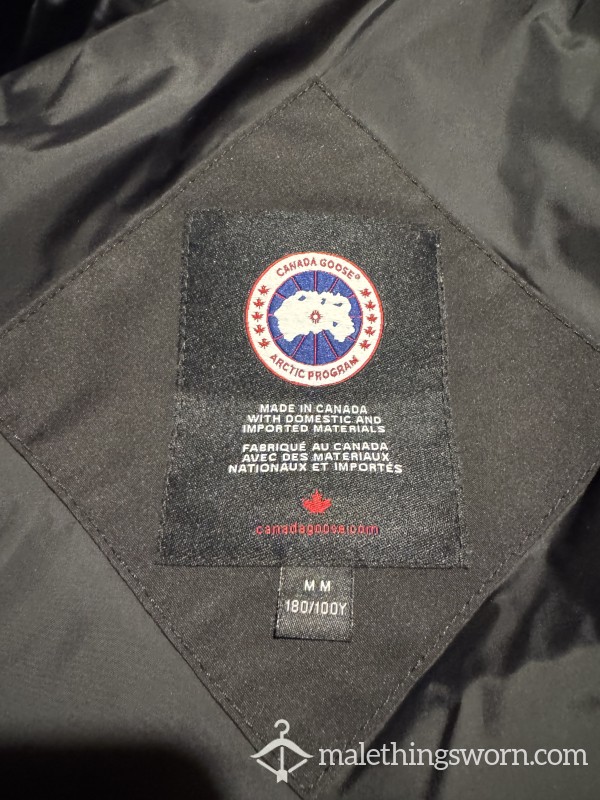 CANADA GOOSE®
ARCTIC PROGRAM
MADE IN CANADA
WITH DOMESTIC AND
IMPORTED MATERIALS
FABRIQUÉ AU CANADA
AVEC DES MATERIAUX
NATIONAUX ET IMPORTÉS
canadagoose.com
M M
180/100Y
malethingsworn.com